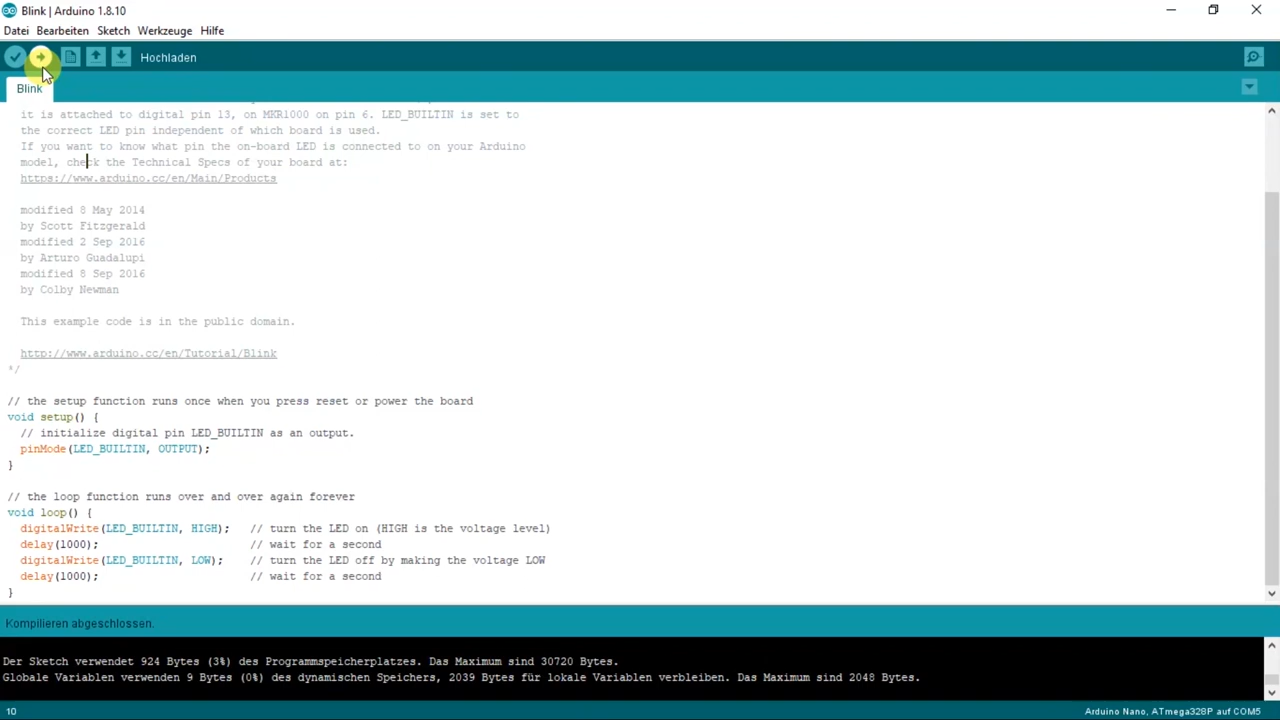 Blink | Arduino 1.8.10
Datei Bearbeiten Sketch Werkzeuge Hilfe
Hochladen
Blink
it is attached to digital pin 13, on MKR1000 on pin 6. LED_BUILTIN is set to
the correct LED pin independent of which board is used.
If you want to know what pin the on-board LED is connected to on your Arduino
model, check the Technical Specs of your board at:
https://www.arduino.cc/en/Main/Products
modified 8 May 2014
by Scott Fitzgerald
modified 2 Sep 2016
by Arturo Guadalupi
modified 8 Sep 2016
by Colby Newman
This example code is in the public domain.
http://www.arduino.cc/en/Tutorial/Blink
*/
// the setup function runs once when you press reset or power the board
void setup() {
// initialize digital pin LED_BUILTIN as an output.
pinMode(LED_BUILTIN, OUTPUT);
}
// the loop function runs over and over again forever
void loop() {
digitalWrite(LED_BUILTIN, HIGH); // turn the LED on (HIGH is the voltage level)
delay(1000); // wait for a second
digitalWrite(LED_BUILTIN, LOW); // turn the LED off by making the voltage LOW
delay(1000); // wait for a second
}
Kompilieren abgeschlossen.
Der Sketch verwendet 924 Bytes (3%) des Programmspeicherplatzes. Das Maximum sind 30720 Bytes.
Globale Variablen verwenden 9 Bytes (0%) des dynamischen Speichers, 2039 Bytes für lokale Variablen verbleiben. Das Maximum sind 2048 Bytes.
10 Arduino Nano, ATmega328P auf COM5